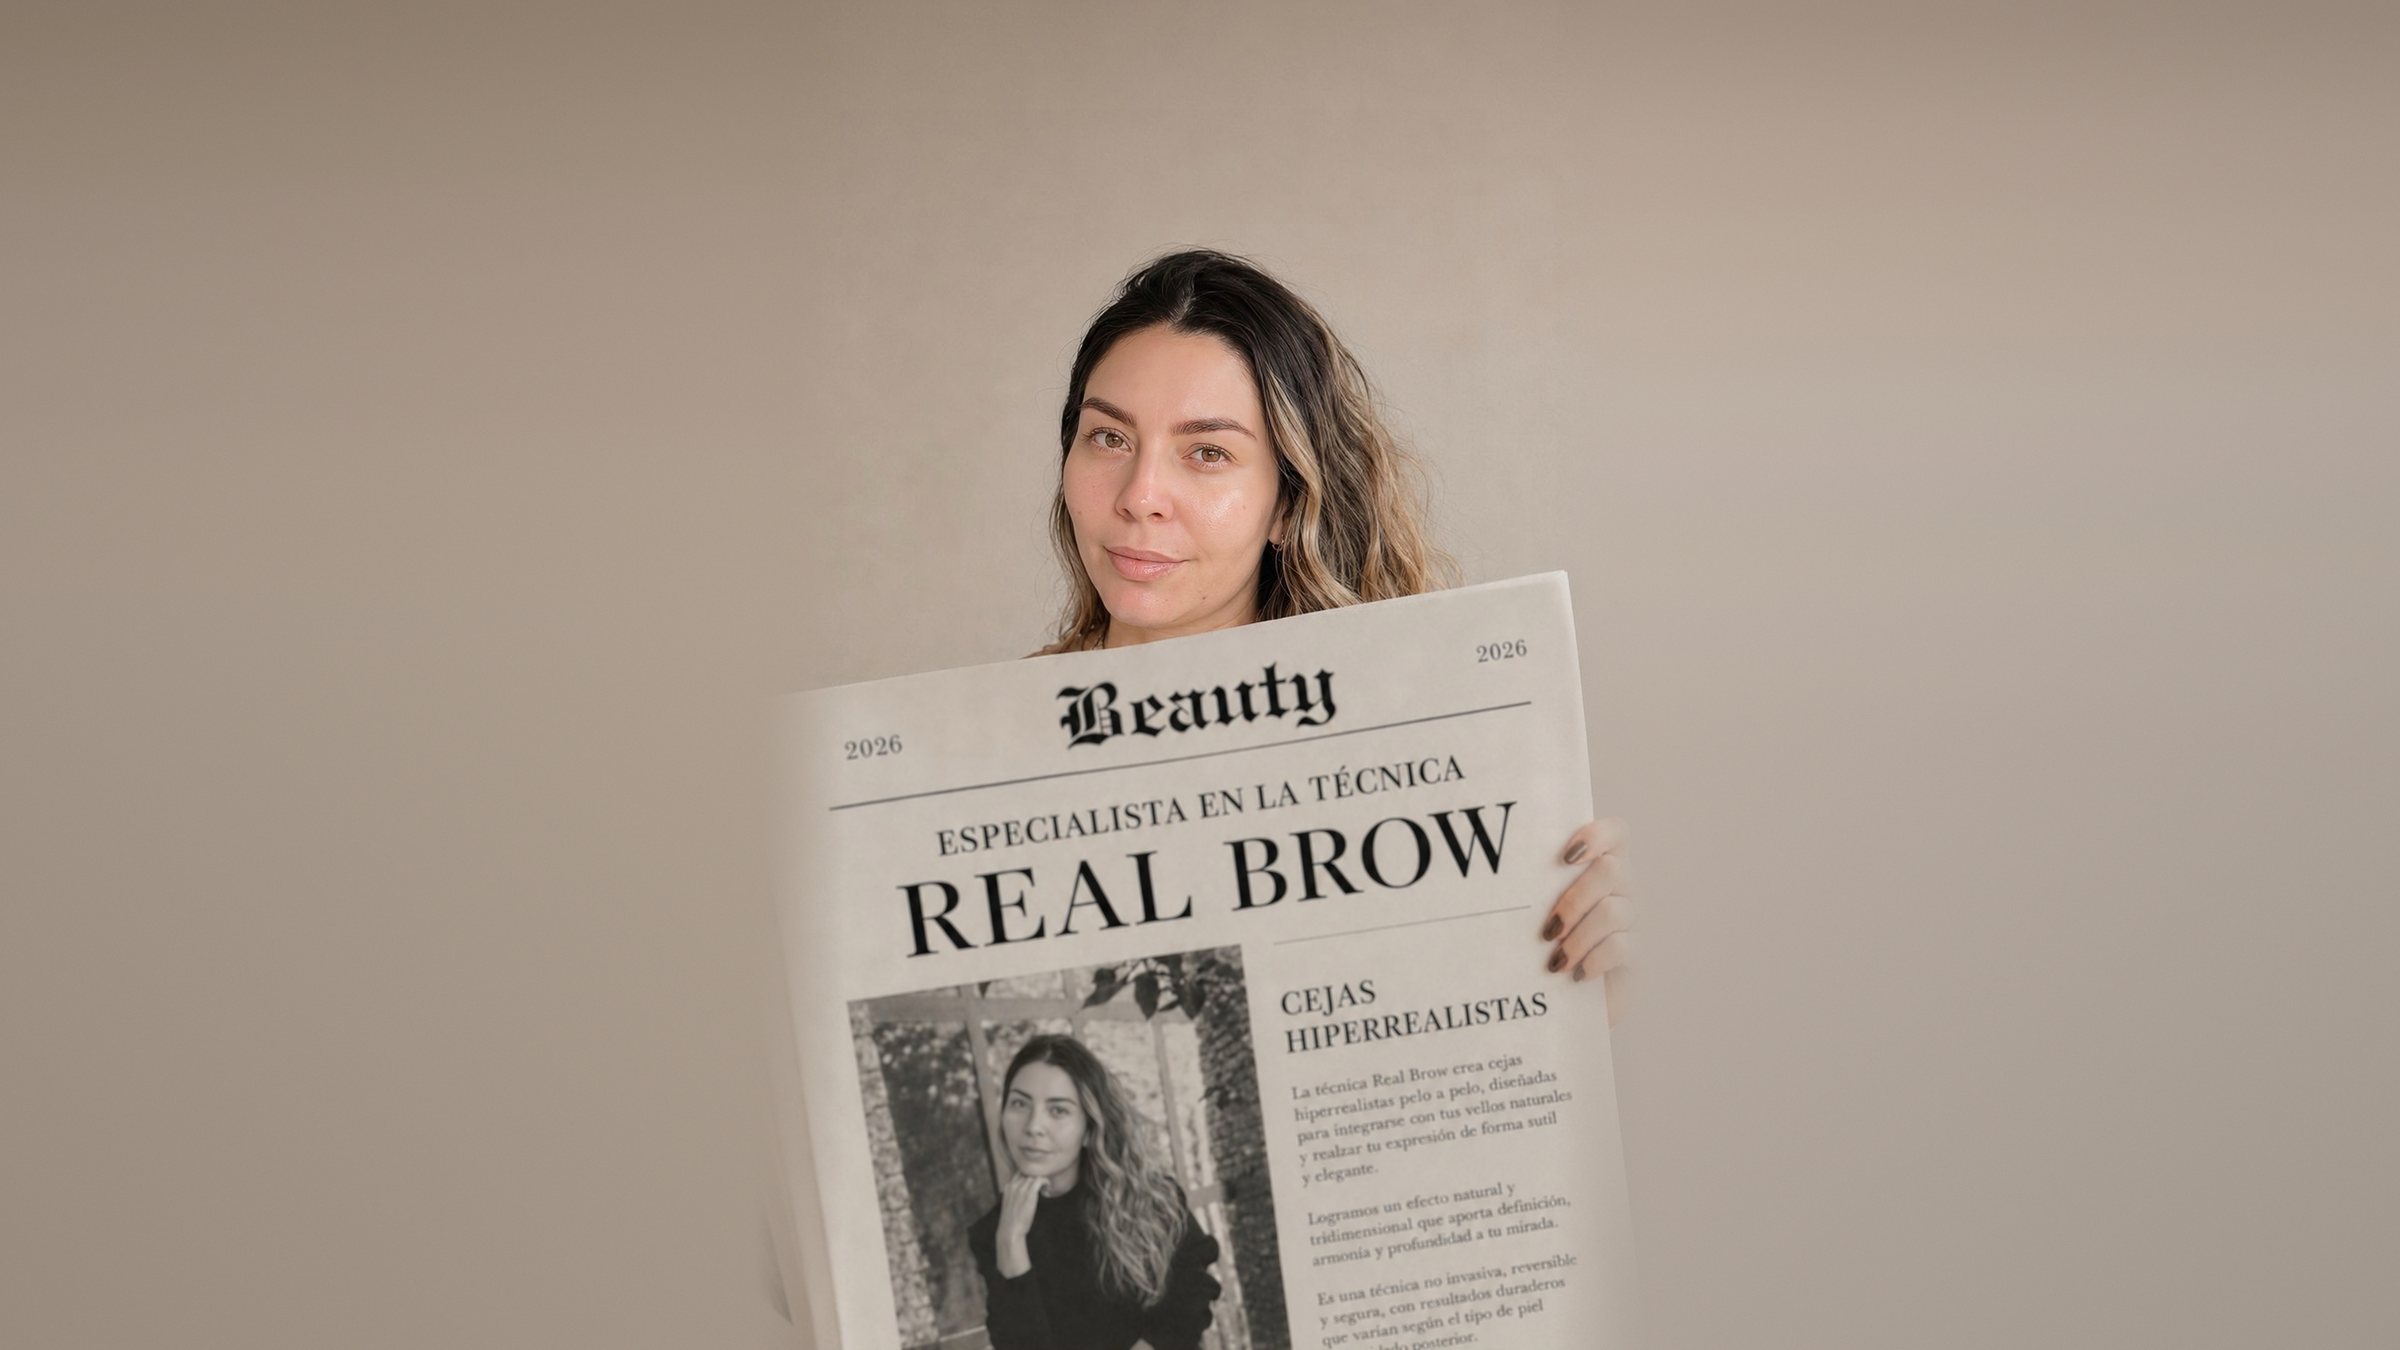 2026
Beauty
2026
ESPECIALISTA EN LA TÉCNICA
REAL BROW
CEJAS
HIPERREALISTAS
La técnica Real Brow crea cejas
hiperrealistas pelo a pelo, diseñadas
para integrarse con tus vellos naturales
y realzar tu expresión de forma sutil
y elegante.
Logramos un efecto natural y
tridimensional que aporta definición,
armonía y profundidad a tu mirada.
Es una técnica no invasiva, reversible
y segura, con resultados duraderos
que varían según el tipo de piel
posterior.